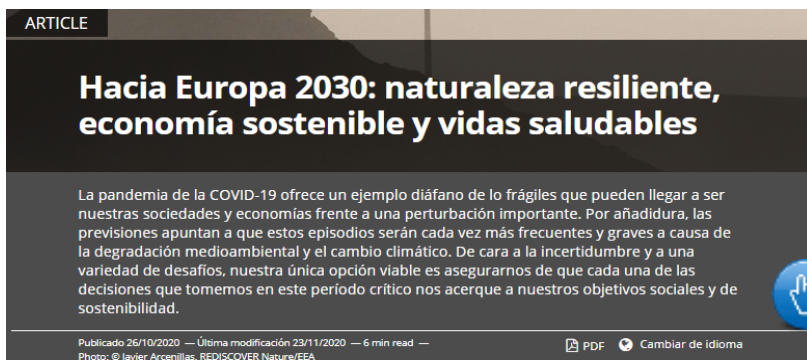 ARTICLE
Hacia Europa 2030: naturaleza resiliente,
economía sostenible y vidas saludables
La pandemia de la COVID-19 ofrece un ejemplo diáfano de lo frágiles que pueden llegar a ser
nuestras sociedades y economías frente a una perturbación importante. Por añadidura, las
previsiones apuntan a que estos episodios serán cada vez más frecuentes y graves a causa de
la degradación medioambiental y el cambio climático. De cara a la incertidumbre y a una
variedad de desafíos, nuestra única opción viable es asegurarnos de que cada una de las
decisiones que tomemos en este período crítico nos acerque a nuestros objetivos sociales y de
sostenibilidad.
Publicado 26/10/2020 — Última modificación 23/11/2020 — 6 min read —
Photo: © Javier Arcenillas, REDISCOVER Nature/EEA
PDF Cambiar de idioma